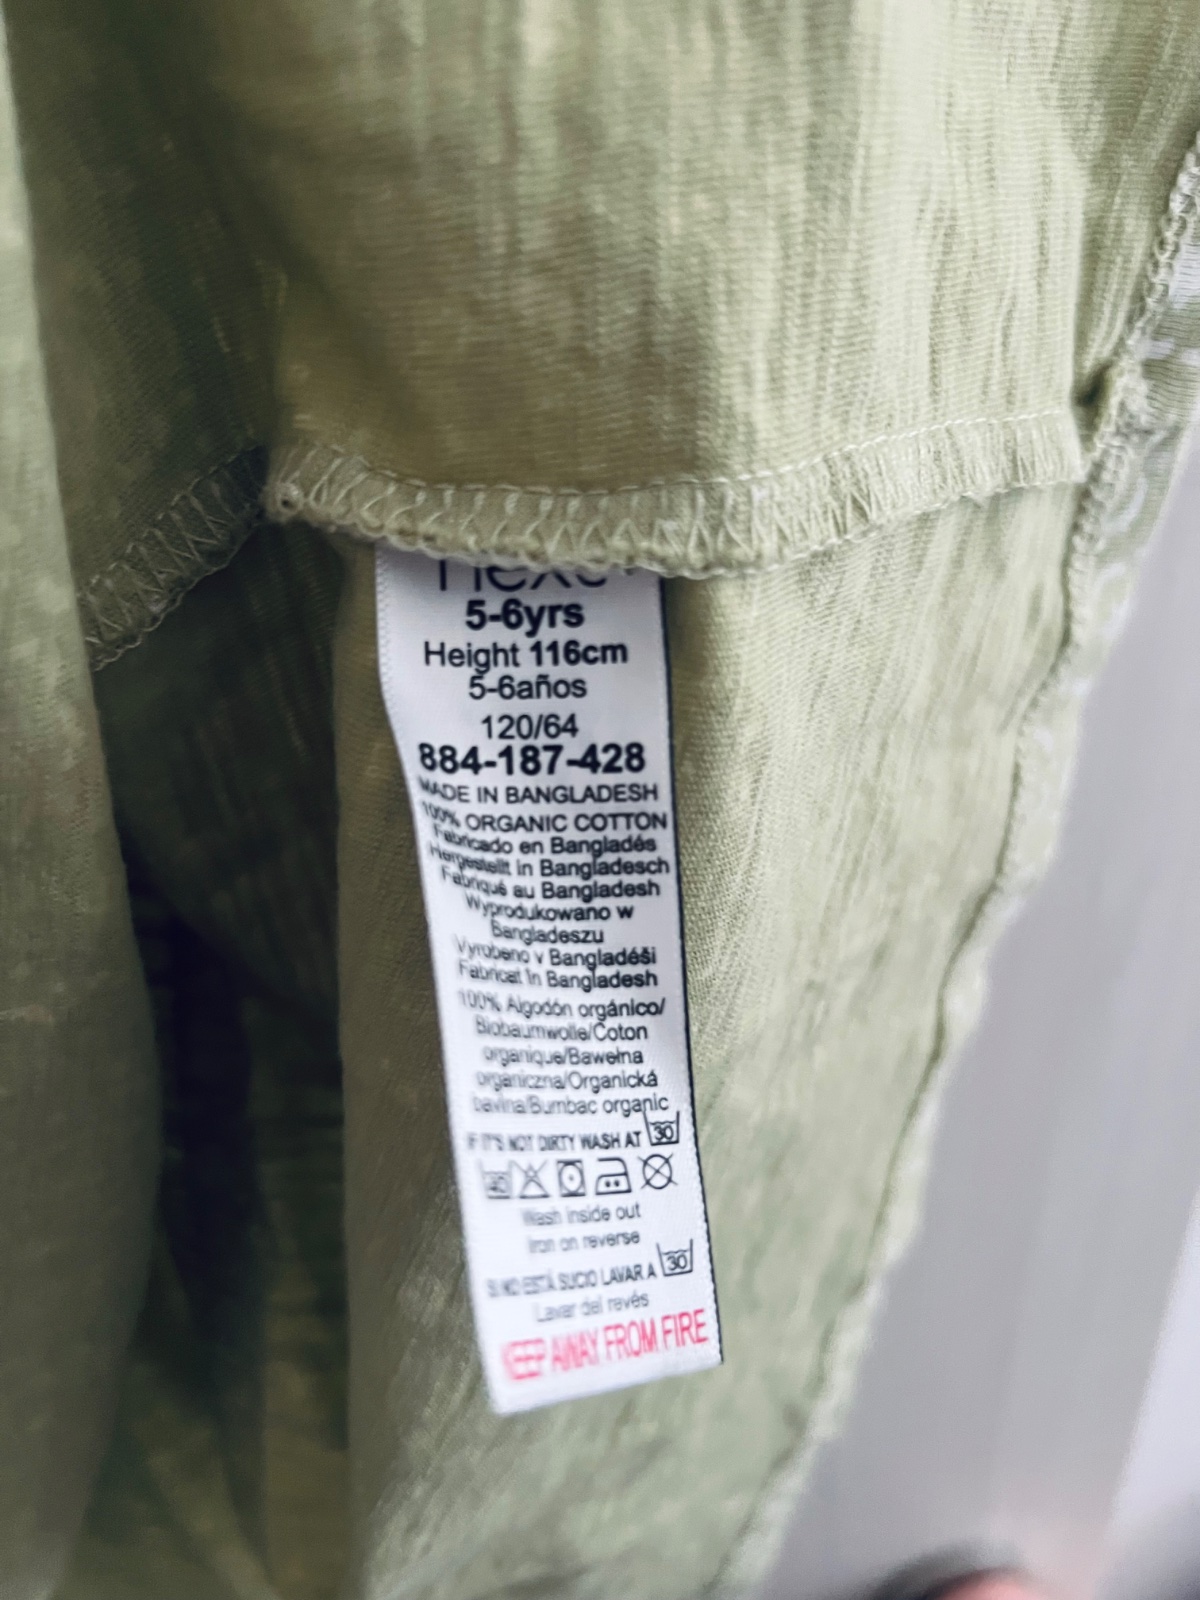 next
5-6yrs
Height 116cm
5-6años
120/64
884-187-428
MADE IN BANGLADESH
100% ORGANIC COTTON
Fabricado en Bangladés
Hergestellt in Bangladesch
Fabriqué au Bangladesh
Wyprodukowano w
Bangladeszu
Vyrobeno v Bangladéši
Fabricat în Bangladesh
100% Algodón orgánico/
Biobaumwolle/Coton
organique/Bawełna
organiczna/Organická
bavlna/Bumbac organic
IF IT'S NOT DIRTY WASH AT 30
40
Wash inside out
Iron on reverse
SI NO ESTÁ SUCIO LAVAR A 30
Lavar del revés
KEEP AWAY FROM FIRE